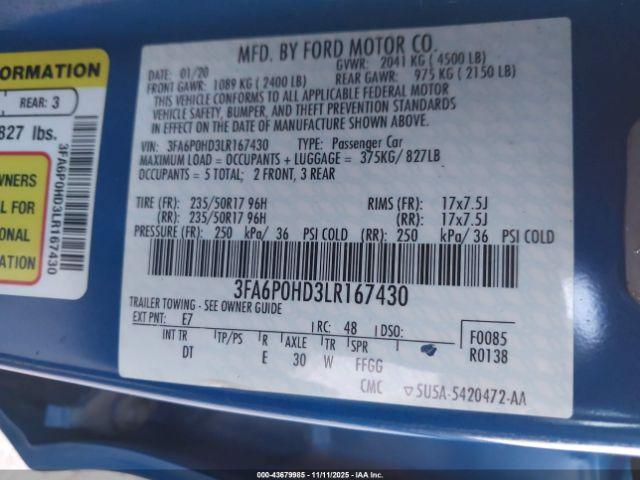 MFD. BY FORD MOTOR CO.
DATE: 01/20
GVWR: 2041 KG ( 4500 LB)
FRONT GAWR: 1089 KG ( 2400 LB)
REAR GAWR: 975 KG ( 2150 LB)
THIS VEHICLE CONFORMS TO ALL APPLICABLE FEDERAL MOTOR
VEHICLE SAFETY, BUMPER, AND THEFT PREVENTION STANDARDS
IN EFFECT ON THE DATE OF MANUFACTURE SHOWN ABOVE.
VIN: 3FA6P0HD3LR167430 TYPE: Passenger Car
MAXIMUM LOAD = OCCUPANTS + LUGGAGE = 375KG/ 827LB
OCCUPANTS = 5 TOTAL; 2 FRONT, 3 REAR
TIRE (FR): 235/50R17 96H RIMS (FR): 17x7.5J
(RR): 235/50R17 96H (RR): 17x7.5J
PRESSURE (FR): 250 kPa/ 36 PSI COLD (RR): 250 kPa/ 36 PSI COLD
3FA6P0HD3LR167430
TRAILER TOWING - SEE OWNER GUIDE
EXT PNT: E7 RC: 48 DSO:
F0085
R0138
INT TR TP/PS R AXLE TR SPR
DT E 30 W FFGG
CMC 5U5A-5420472-AA
FORMATION
REAR: 3
827 lbs.
3FA6P0HD3LR167430
WNERS
L FOR
ONAL
ATION
000-43679985 - 11/11/2025 - IAA Inc.